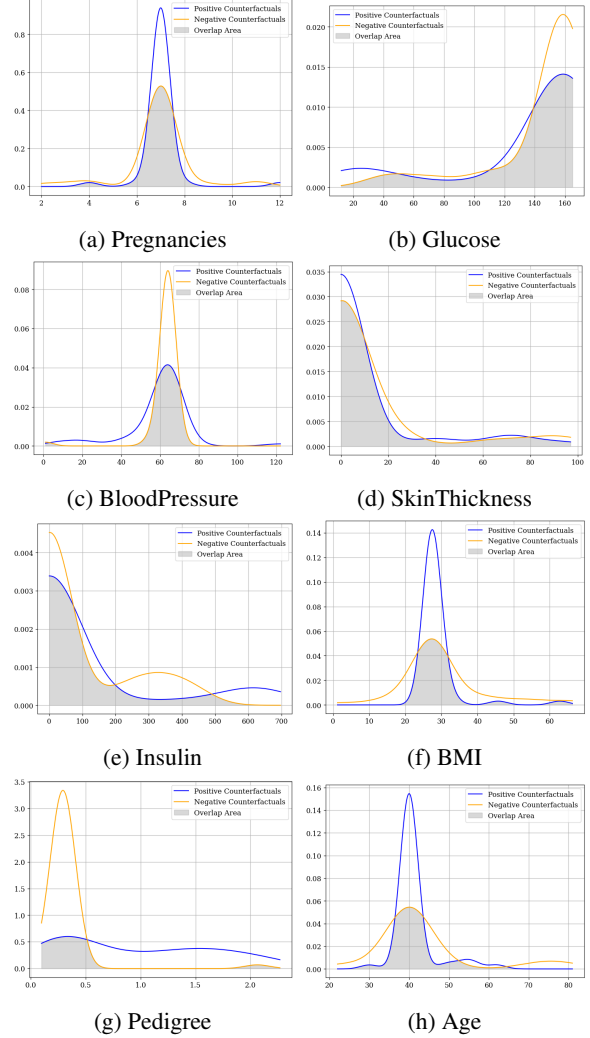 Positive Counterfactuals
Negative Counterfactuals
Overlap Area
0.8
0.6
0.4
0.2
0.0
2 4 6 8 10 12
(a) Pregnancies
Positive Counterfactuals
Negative Counterfactuals
Overlap Area
0.020
0.015
0.010
0.005
0.000
20 40 60 80 100 120 140 160
(b) Glucose
Positive Counterfactuals
Negative Counterfactuals
Overlap Area
0.08
0.06
0.04
0.02
0.00
0 20 40 60 80 100 120
(c) BloodPressure
Positive Counterfactuals
Negative Counterfactuals
Overlap Area
0.035
0.030
0.025
0.020
0.015
0.010
0.005
0.000
0 20 40 60 80 100
(d) SkinThickness
Positive Counterfactuals
Negative Counterfactuals
Overlap Area
0.004
0.003
0.002
0.001
0.000
0 100 200 300 400 500 600 700
(e) Insulin
Positive Counterfactuals
Negative Counterfactuals
Overlap Area
0.14
0.12
0.10
0.08
0.06
0.04
0.02
0.00
0 10 20 30 40 50 60
(f) BMI
Positive Counterfactuals
Negative Counterfactuals
Overlap Area
3.5
3.0
2.5
2.0
1.5
1.0
0.5
0.0
0.0 0.5 1.0 1.5 2.0
(g) Pedigree
Positive Counterfactuals
Negative Counterfactuals
Overlap Area
0.16
0.14
0.12
0.10
0.08
0.06
0.04
0.02
0.00
20 30 40 50 60 70 80
(h) Age